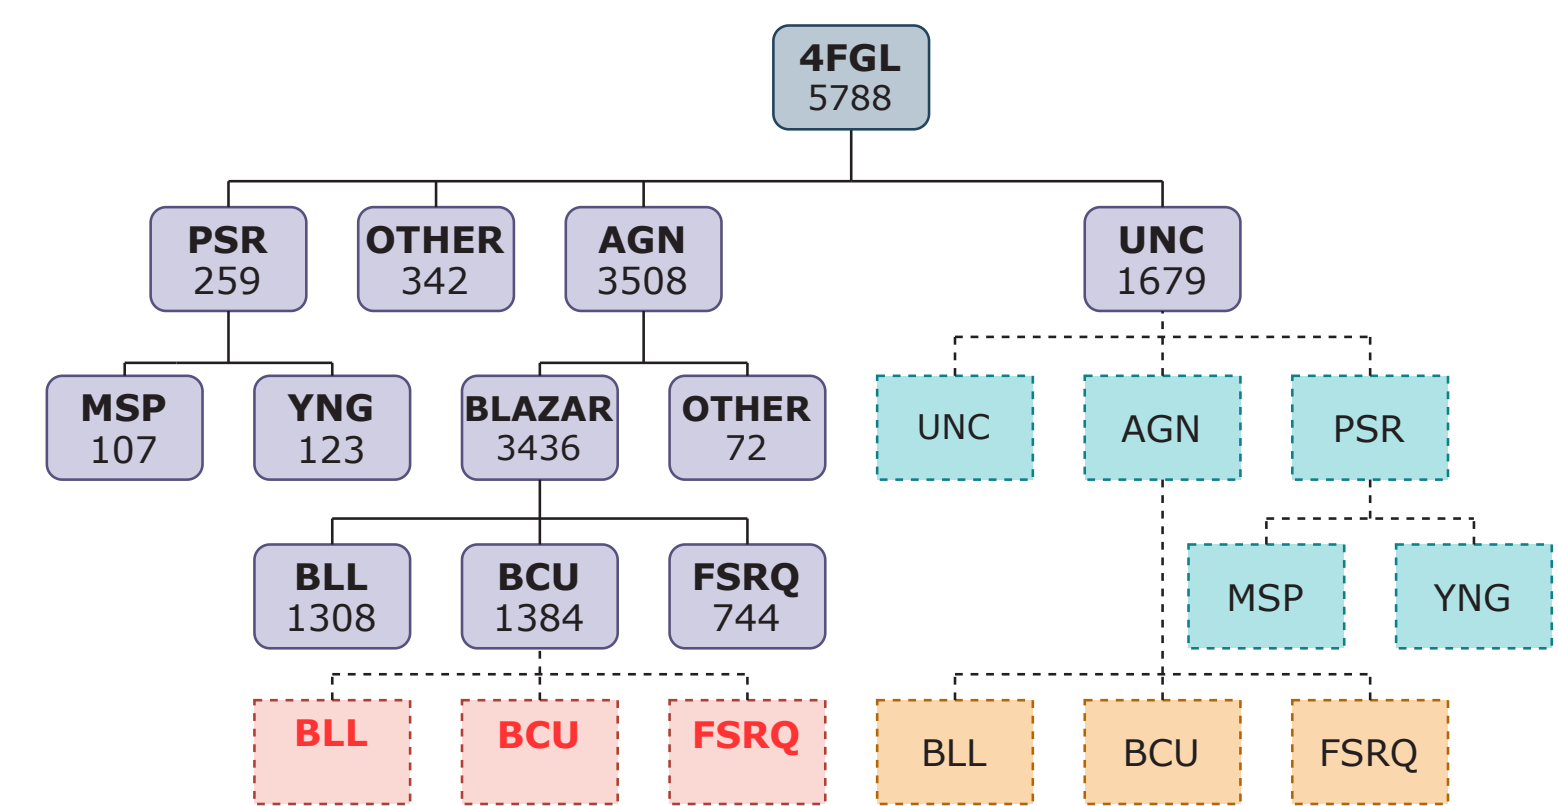 4FGL
5788
PSR
259
OTHER
342
AGN
3508
UNC
1679
MSP
107
YNG
123
BLAZAR
3436
OTHER
72
UNC
AGN
PSR
BLL
1308
BCU
1384
FSRQ
744
MSP
YNG
BLL
BCU
FSRQ
BLL
BCU
FSRQ